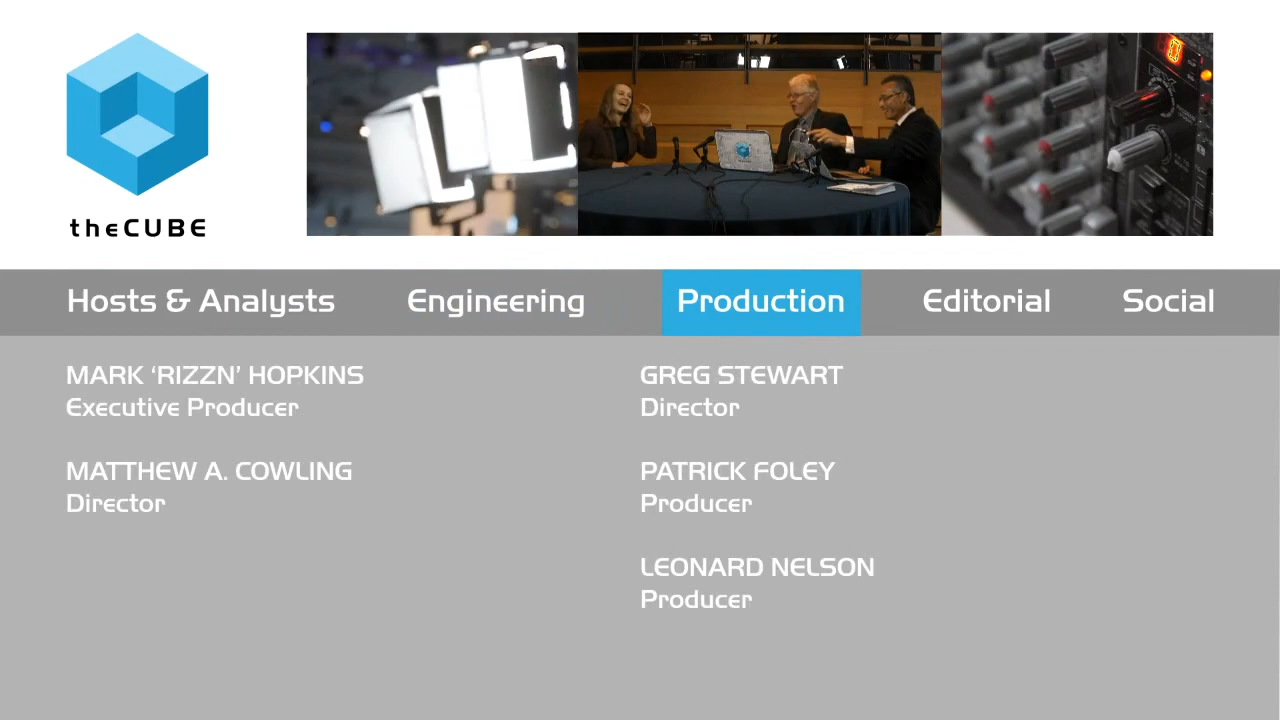 theCUBE
Hosts & Analysts
Engineering
Production
Editorial
Social
MARK ‘RIZZN’ HOPKINS
Executive Producer
MATTHEW A. COWLING
Director
GREG STEWART
Director
PATRICK FOLEY
Producer
LEONARD NELSON
Producer